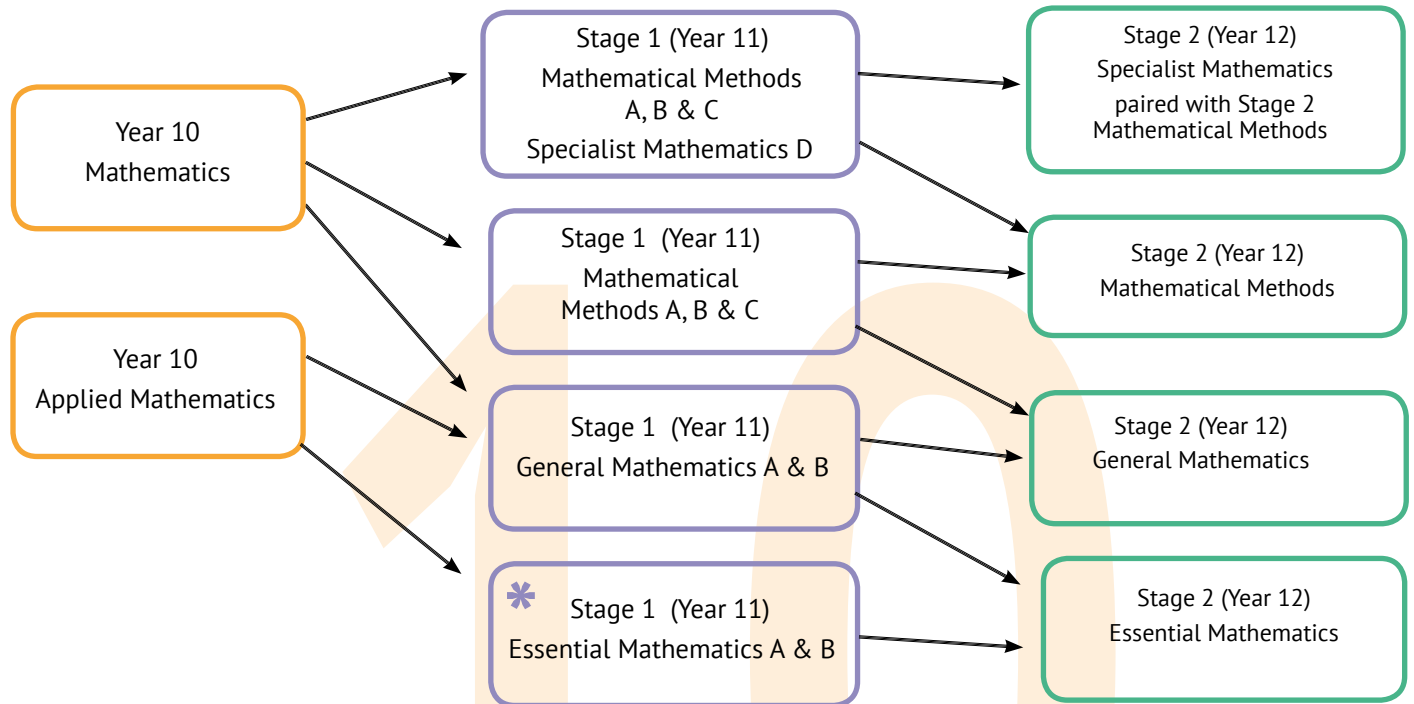 Year 10
Mathematics
Year 10
Applied Mathematics
Stage 1 (Year 11)
Mathematical Methods
A, B & C
Specialist Mathematics D
Stage 1 (Year 11)
Mathematical
Methods A, B & C
Stage 1 (Year 11)
General Mathematics A & B
*
Stage 1 (Year 11)
Essential Mathematics A & B
Stage 2 (Year 12)
Specialist Mathematics
paired with Stage 2
Mathematical Methods
Stage 2 (Year 12)
Mathematical Methods
Stage 2 (Year 12)
General Mathematics
Stage 2 (Year 12)
Essential Mathematics
10